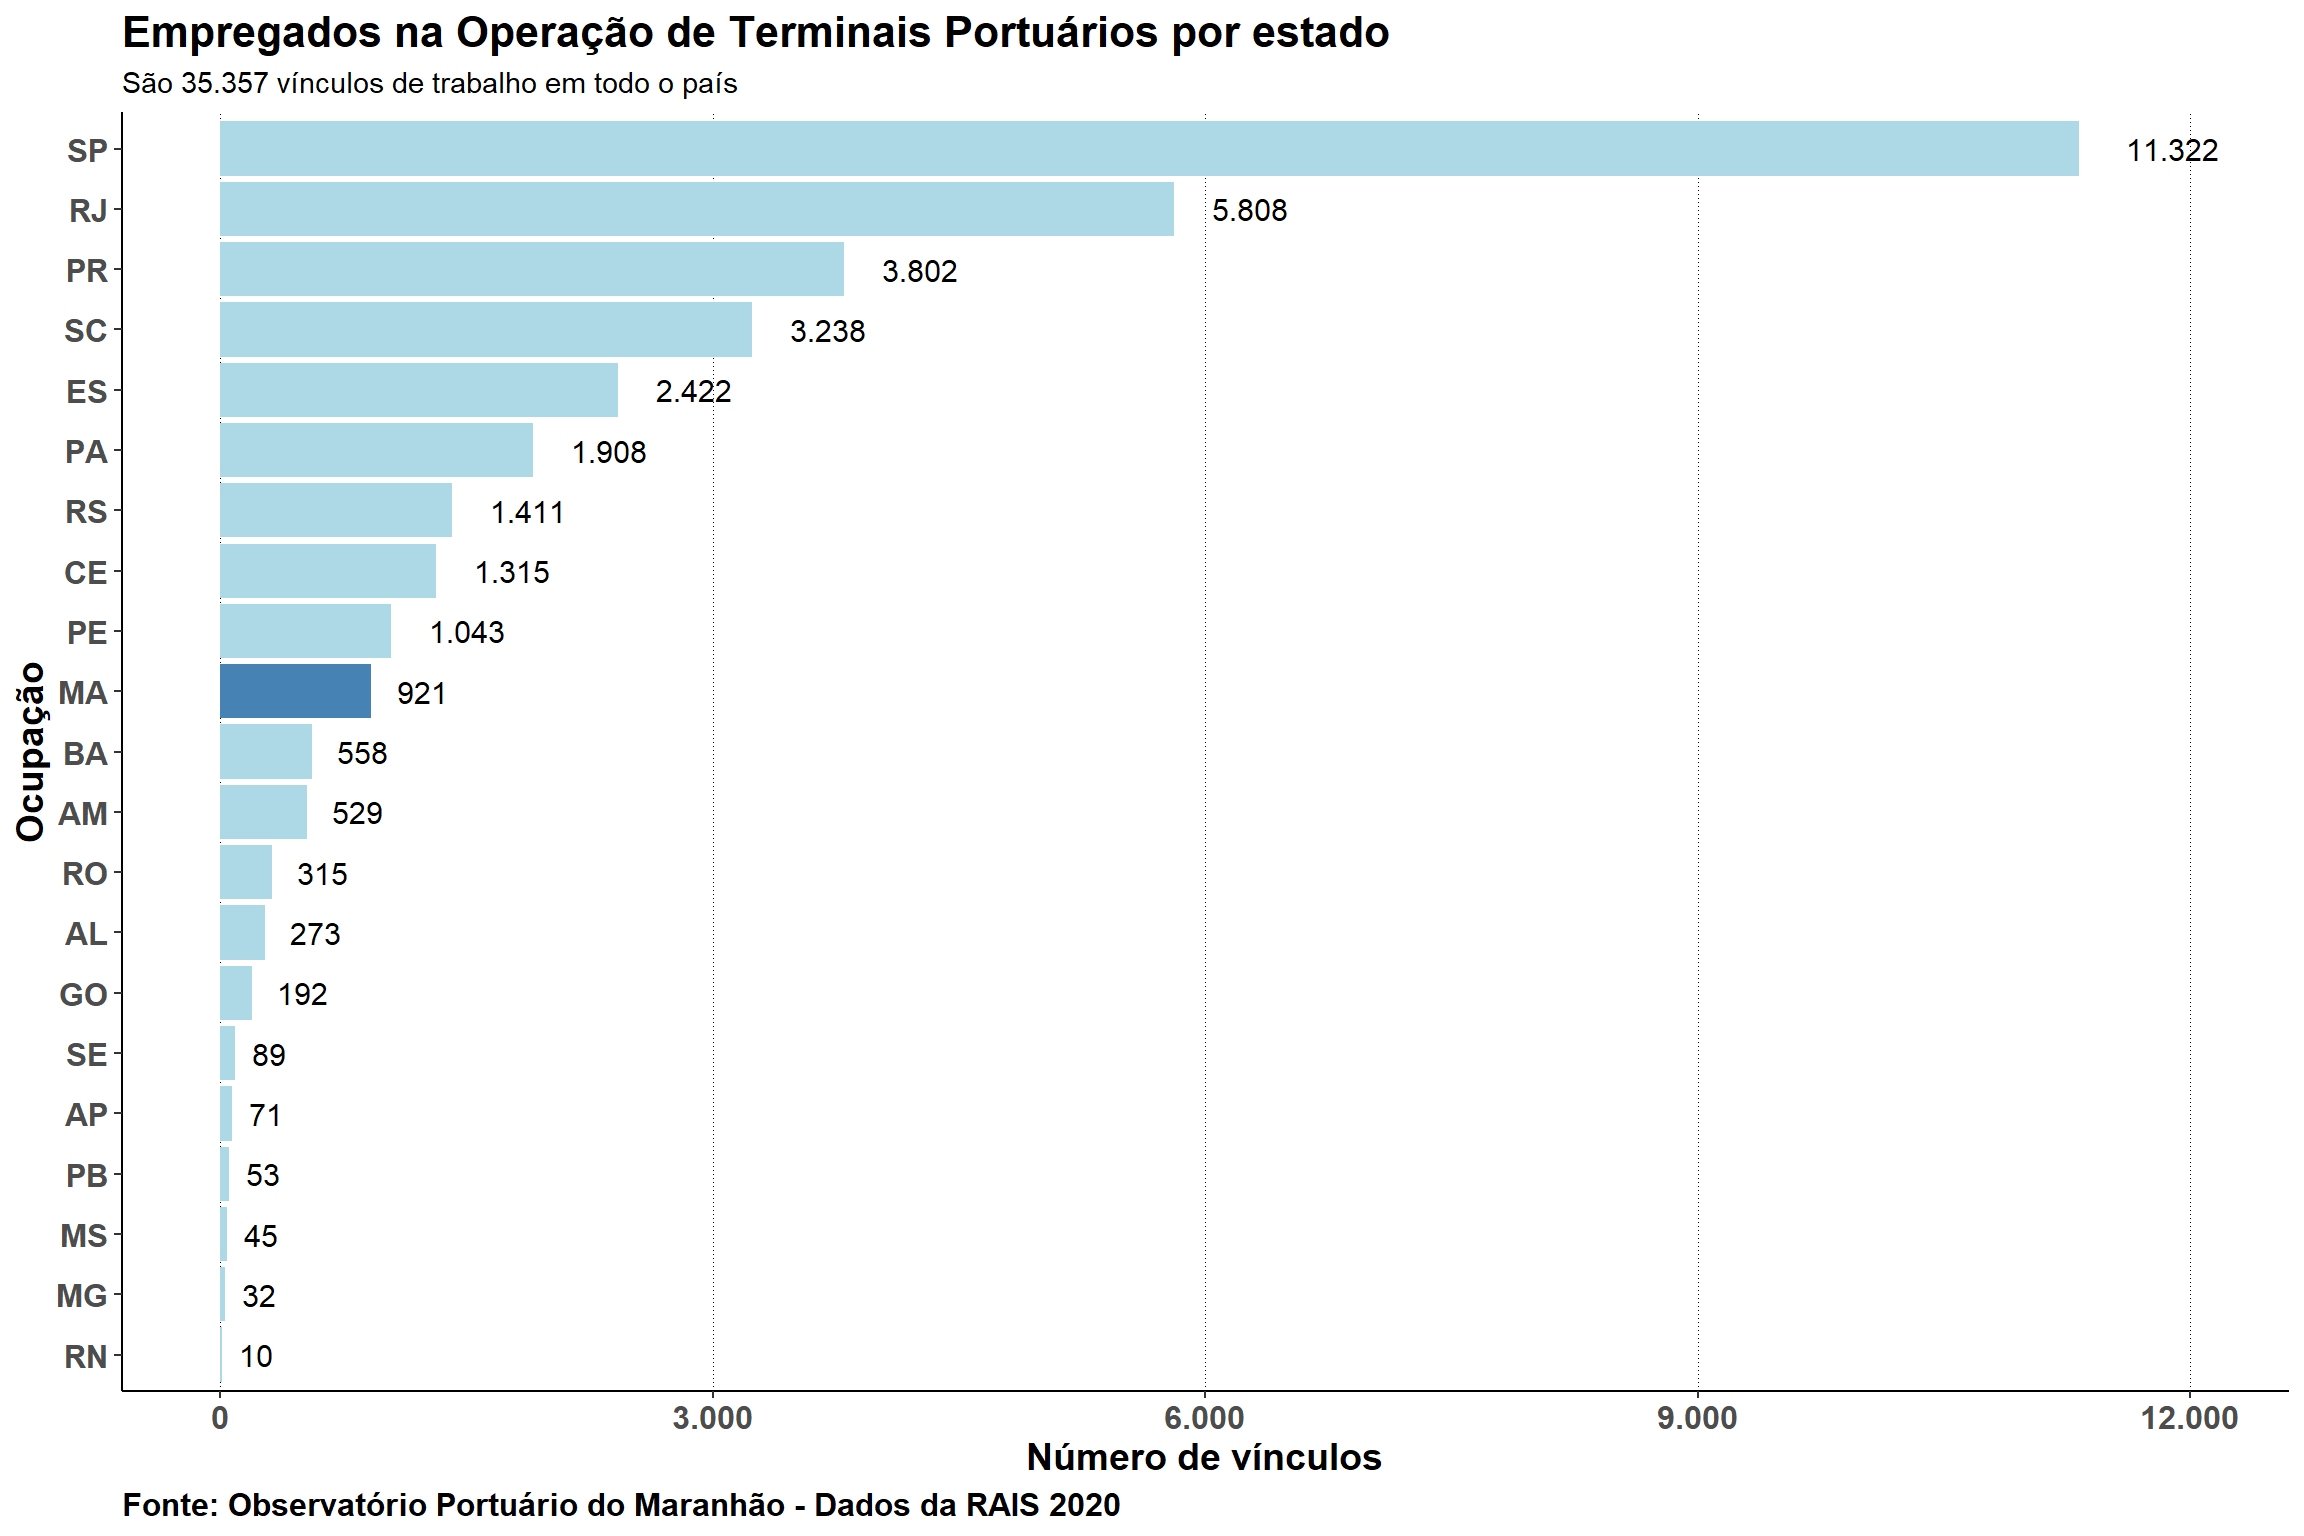 Empregados na Operação de Terminais Portuários por estado
São 35.357 vínculos de trabalho em todo o país
SP 11.322
RJ 5.808
PR 3.802
SC 3.238
ES 2.422
PA 1.908
RS 1.411
CE 1.315
PE 1.043
MA 921
BA 558
AM 529
RO 315
AL 273
GO 192
SE 89
AP 71
PB 53
MS 45
MG 32
RN 10
Ocupação
0 3.000 6.000 9.000 12.000
Número de vínculos
Fonte: Observatório Portuário do Maranhão - Dados da RAIS 2020